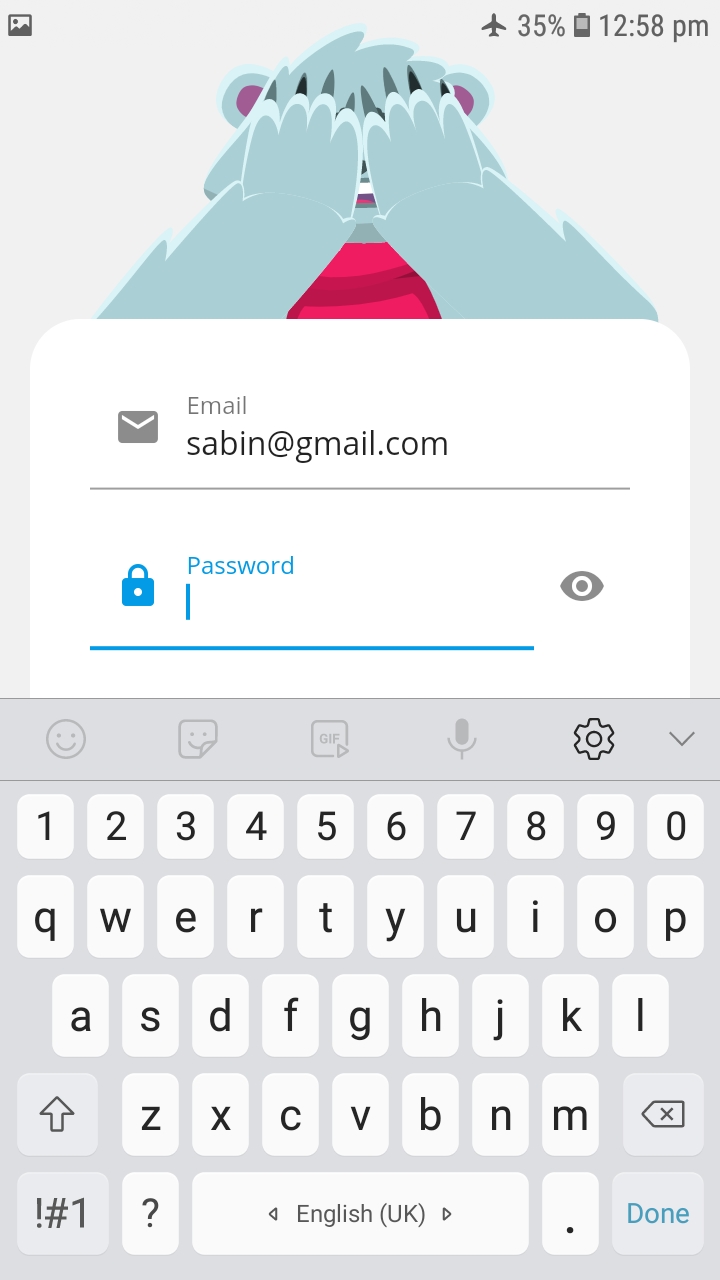 35% 12:58 pm
Email
sabin@gmail.com
Password
GIF
1 2 3 4 5 6 7 8 9 0
q w e r t y u i o p
a s d f g h j k l
z x c v b n m
!#1 ? English (UK) . Done